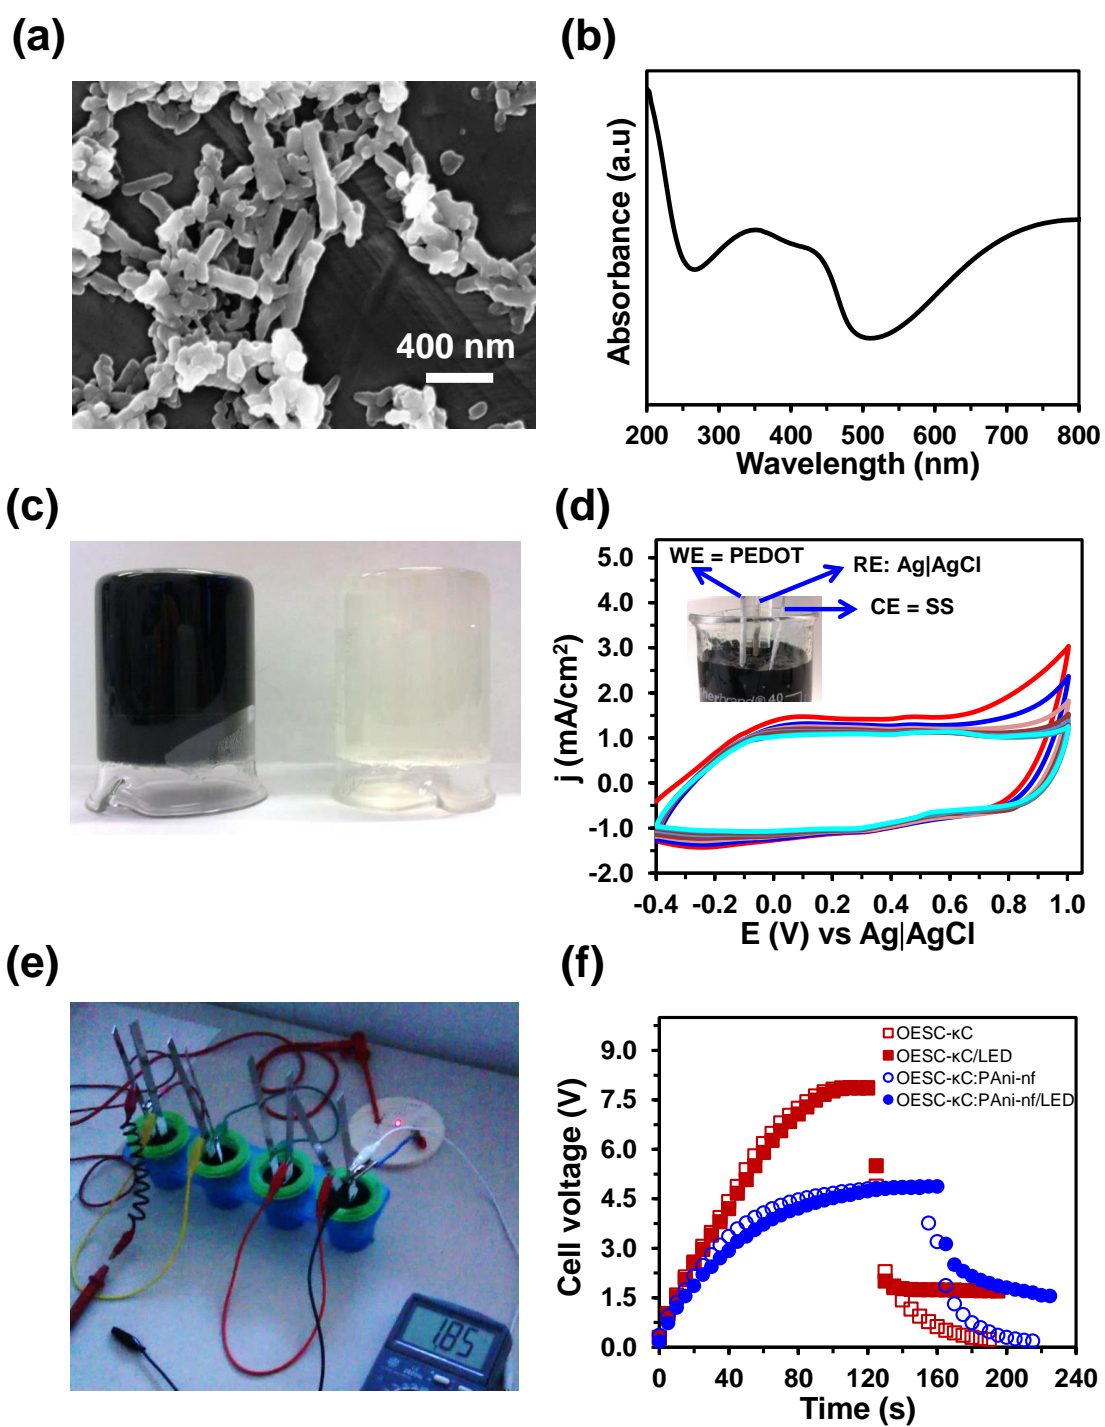 (a)
400 nm
(b)
Absorbance (a.u)
200 300 400 500 600 700 800
Wavelength (nm)
(c)
(d)
WE = PEDOT
RE: Ag|AgCl
CE = SS
herbrand® 40
j (mA/cm²)
5.0
4.0
3.0
2.0
1.0
0.0
-1.0
-2.0
-0.4 -0.2 0.0 0.2 0.4 0.6 0.8 1.0
E (V) vs Ag|AgCl
(e)
1.85
(f)
OESC-κC
OESC-κC/LED
OESC-κC:PAni-nf
OESC-κC:PAni-nf/LED
Cell voltage (V)
9.0
7.5
6.0
4.5
3.0
1.5
0.0
0 40 80 120 160 200 240
Time (s)